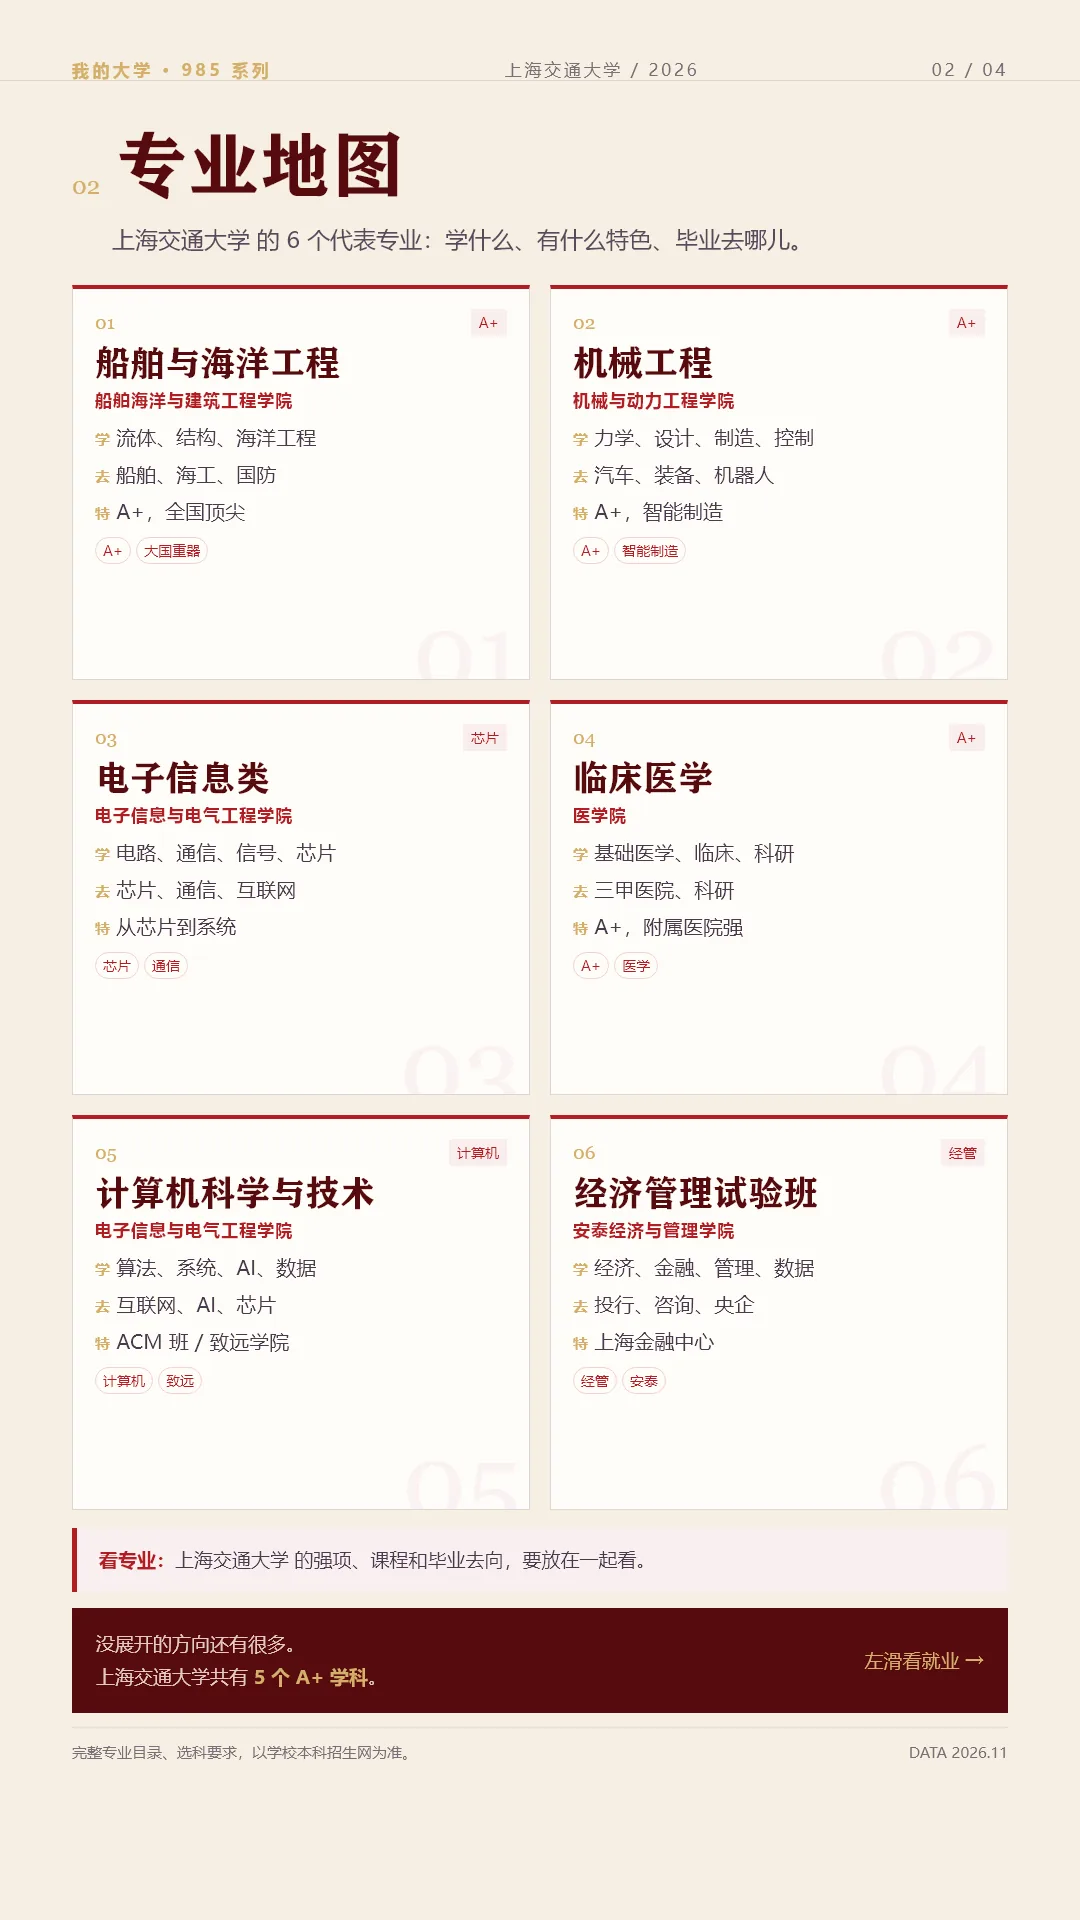 我的大学 • 985 系列
上海交通大学 / 2026
02 / 04
02 专业地图
上海交通大学 的 6 个代表专业：学什么、有什么特色、毕业去哪儿。
01
A+
船舶与海洋工程
船舶海洋与建筑工程学院
学 流体、结构、海洋工程
去 船舶、海工、国防
特 A+，全国顶尖
A+ 大国重器
01
02
A+
机械工程
机械与动力工程学院
学 力学、设计、制造、控制
去 汽车、装备、机器人
特 A+，智能制造
A+ 智能制造
02
03
芯片
电子信息类
电子信息与电气工程学院
学 电路、通信、信号、芯片
去 芯片、通信、互联网
特 从芯片到系统
芯片 通信
03
04
A+
临床医学
医学院
学 基础医学、临床、科研
去 三甲医院、科研
特 A+，附属医院强
A+ 医学
04
05
计算机
计算机科学与技术
电子信息与电气工程学院
学 算法、系统、AI、数据
去 互联网、AI、芯片
特 ACM 班 / 致远学院
计算机 致远
05
06
经管
经济管理试验班
安泰经济与管理学院
学 经济、金融、管理、数据
去 投行、咨询、央企
特 上海金融中心
经管 安泰
06
看专业：上海交通大学 的强项、课程和毕业去向，要放在一起看。
没展开的方向还有很多。
上海交通大学共有 5 个 A+ 学科。
左滑看就业 →
完整专业目录、选科要求，以学校本科招生网为准。
DATA 2026.11